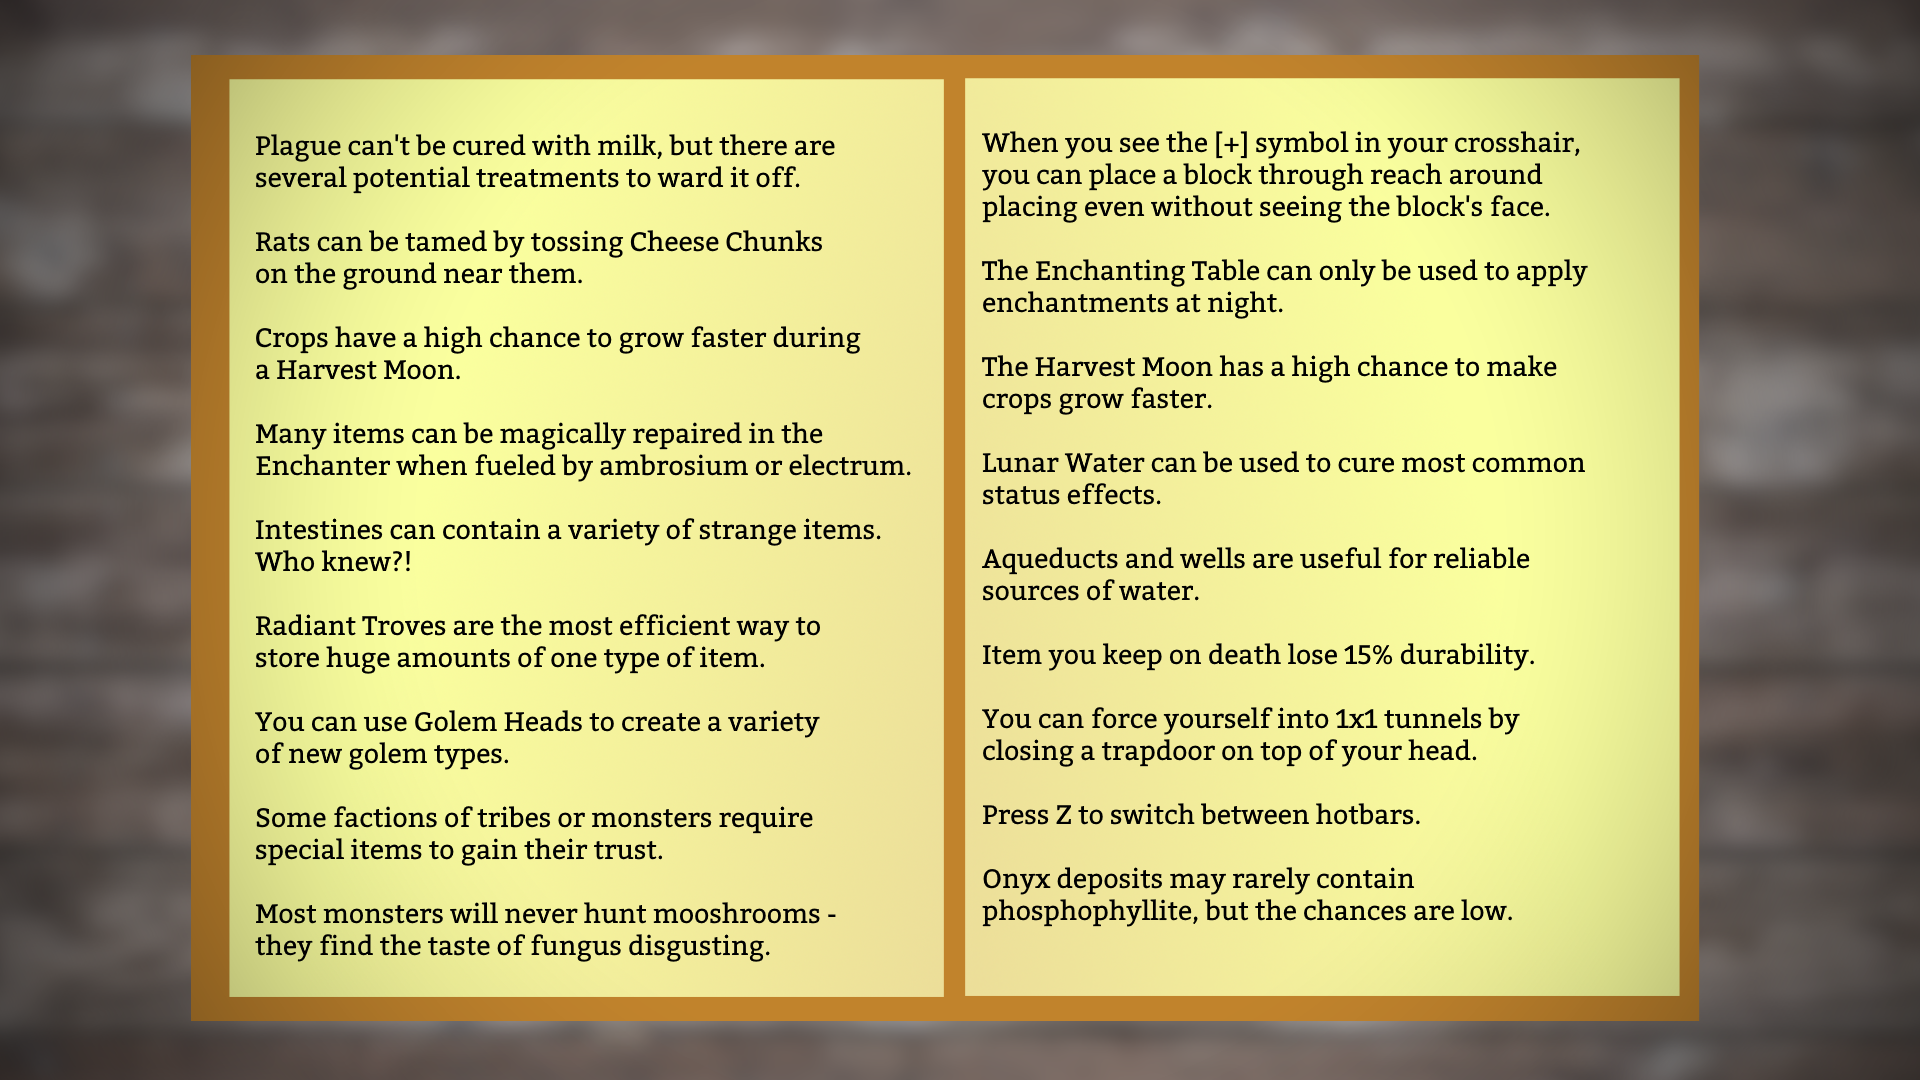 Plague can't be cured with milk, but there are
several potential treatments to ward it off.
Rats can be tamed by tossing Cheese Chunks
on the ground near them.
Crops have a high chance to grow faster during
a Harvest Moon.
Many items can be magically repaired in the
Enchanter when fueled by ambrosium or electrum.
Intestines can contain a variety of strange items.
Who knew?!
Radiant Troves are the most efficient way to
store huge amounts of one type of item.
You can use Golem Heads to create a variety
of new golem types.
Some factions of tribes or monsters require
special items to gain their trust.
Most monsters will never hunt mooshrooms -
they find the taste of fungus disgusting.
When you see the [+] symbol in your crosshair,
you can place a block through reach around
placing even without seeing the block's face.
The Enchanting Table can only be used to apply
enchantments at night.
The Harvest Moon has a high chance to make
crops grow faster.
Lunar Water can be used to cure most common
status effects.
Aqueducts and wells are useful for reliable
sources of water.
Item you keep on death lose 15% durability.
You can force yourself into 1x1 tunnels by
closing a trapdoor on top of your head.
Press Z to switch between hotbars.
Onyx deposits may rarely contain
phosphophyllite, but the chances are low.